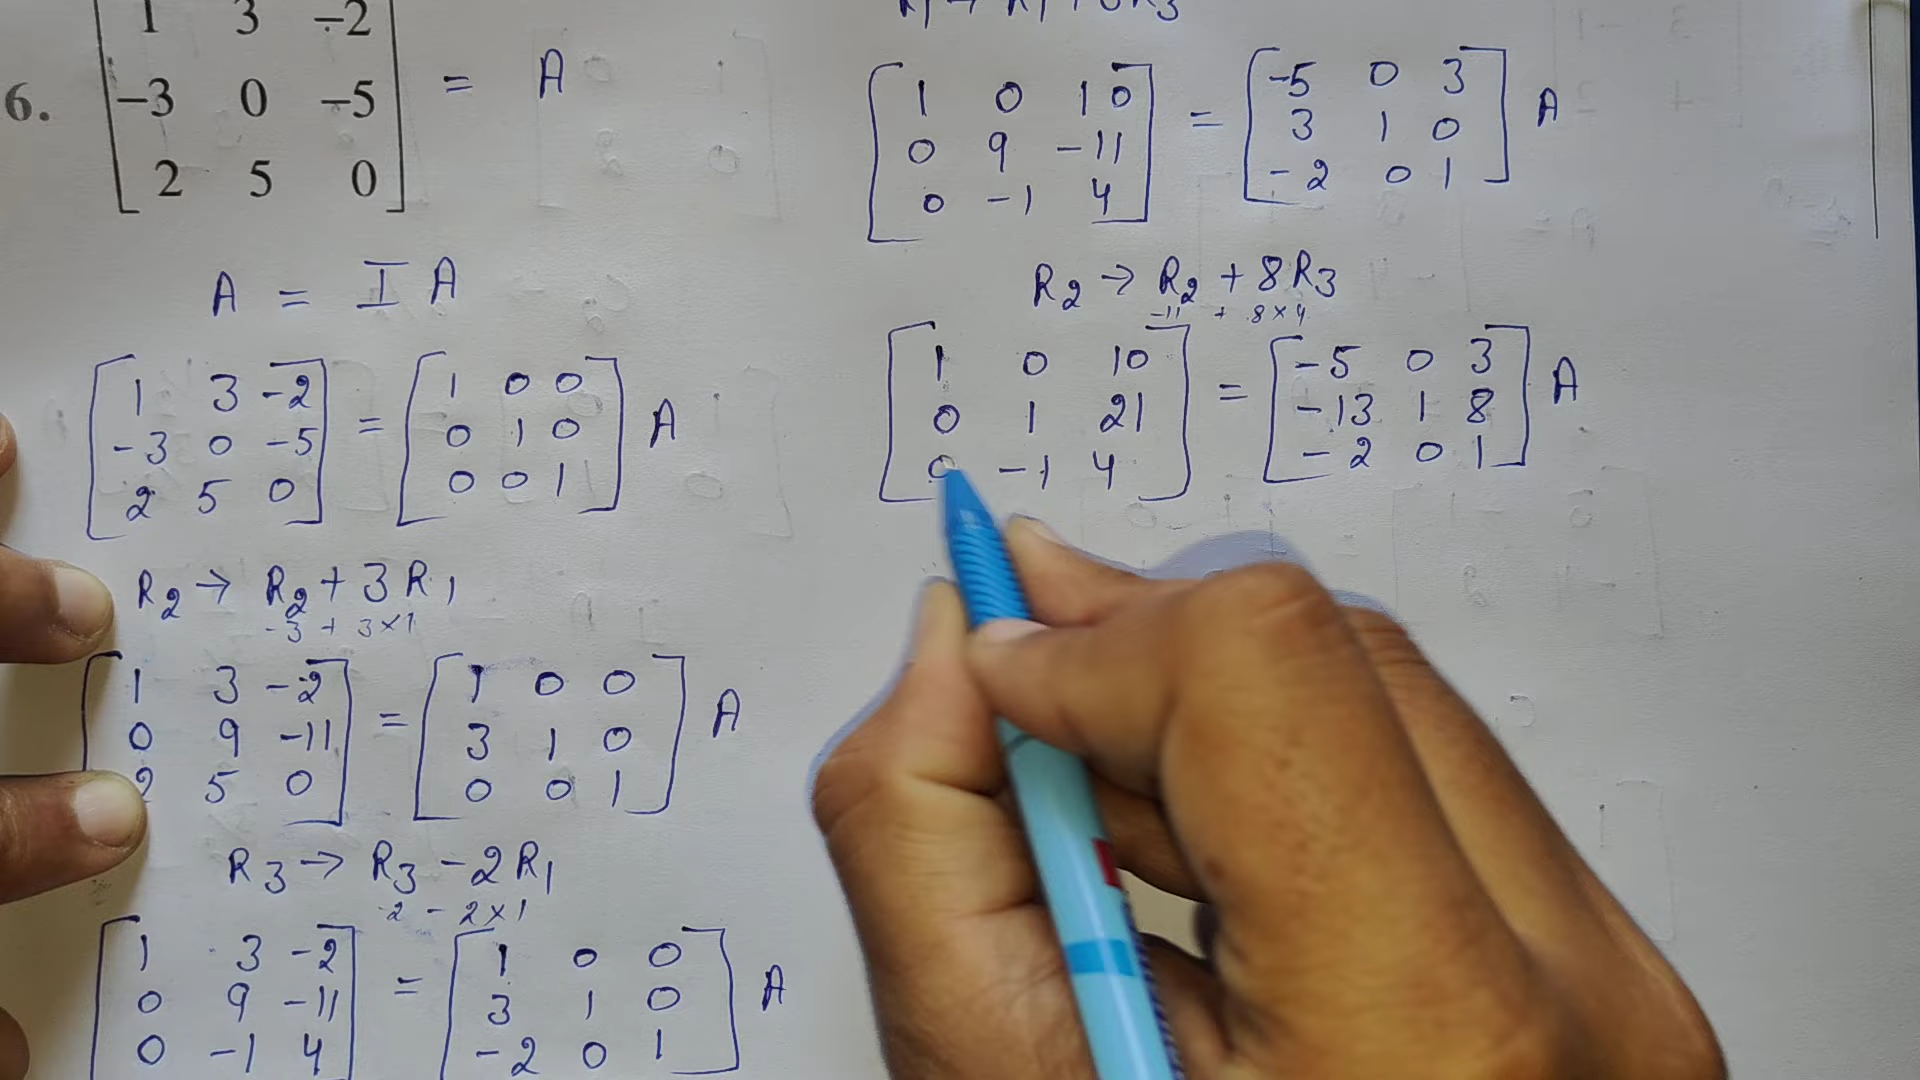 1 3 -2
6. -3 0 -5 = A
2 5 0
A = I A
1 3 -2 1 0 0
-3 0 -5 = 0 1 0 A
2 5 0 0 0 1
R2 → R2 + 3R1
-3 + 3×1
1 3 -2 1 0 0
0 9 -11 = 3 1 0 A
2 5 0 0 0 1
R3 → R3 - 2R1
2 - 2×1
1 3 -2 1 0 0
0 9 -11 = 3 1 0 A
0 -1 4 -2 0 1
1 0 10 -5 0 3
0 9 -11 = 3 1 0 A
0 -1 4 -2 0 1
R2 → R2 + 8R3
-11 + 8×4
1 0 10 -5 0 3
0 1 21 = -13 1 8 A
0 -1 4 -2 0 1